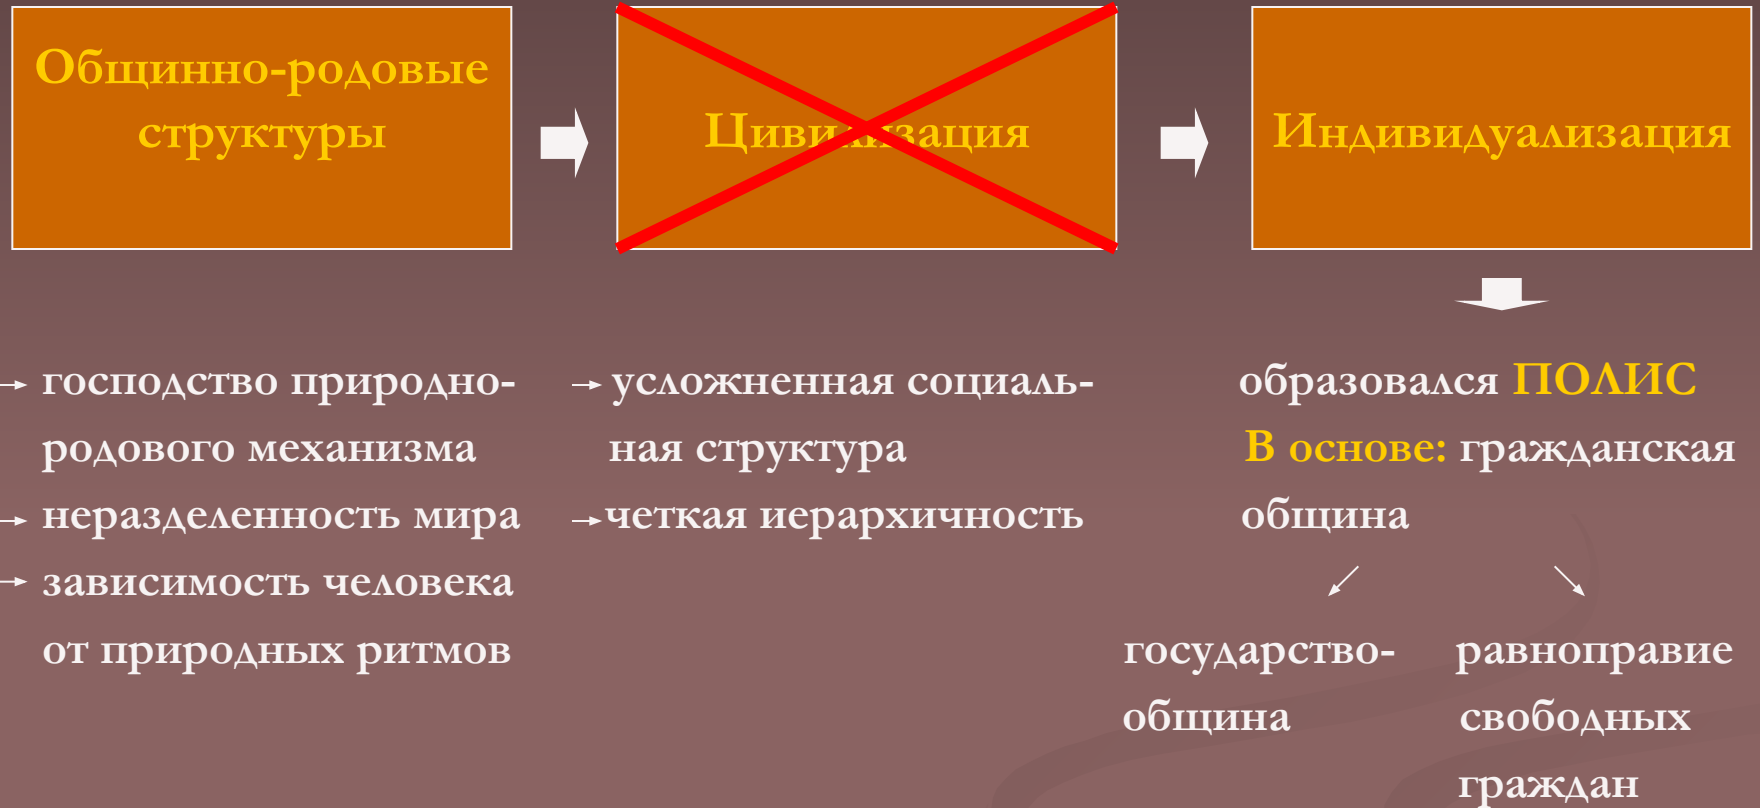 Общинно-родовые
структуры
Цивилизация
Индивидуализация
господство природно-
родового механизма
неразделенность мира
зависимость человека
от природных ритмов
усложненная социаль-
ная структура
четкая иерархичность
образовался ПОЛИС
В основе: гражданская
община
государство-
община
равноправие
свободных
граждан